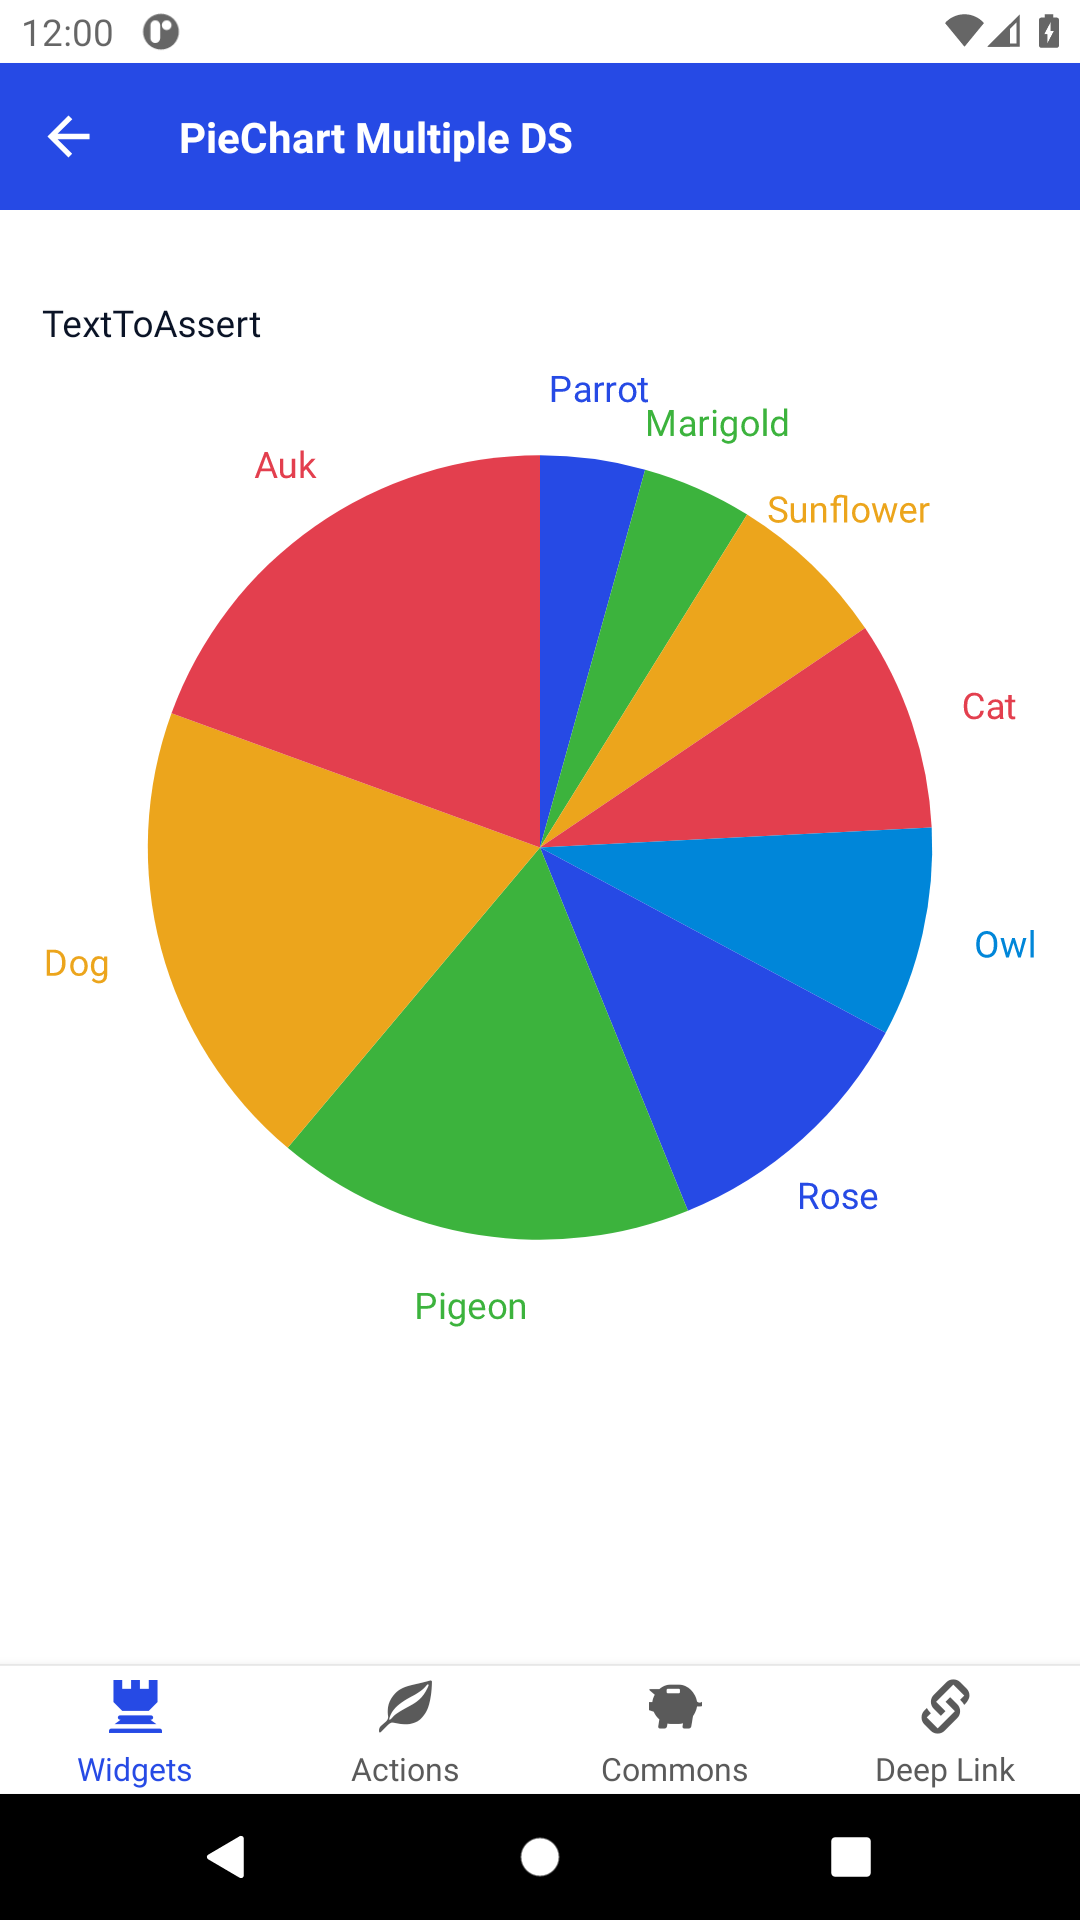 12:00
PieChart Multiple DS
TextToAssert
Parrot
Marigold
Auk
Sunflower
Cat
Owl
Dog
Rose
Pigeon
Widgets
Actions
Commons
Deep Link